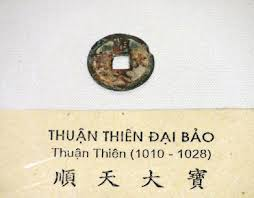 THUẬN THIÊN ĐẠI BẢO
Thuận Thiên (1010 - 1028)
順天大寶